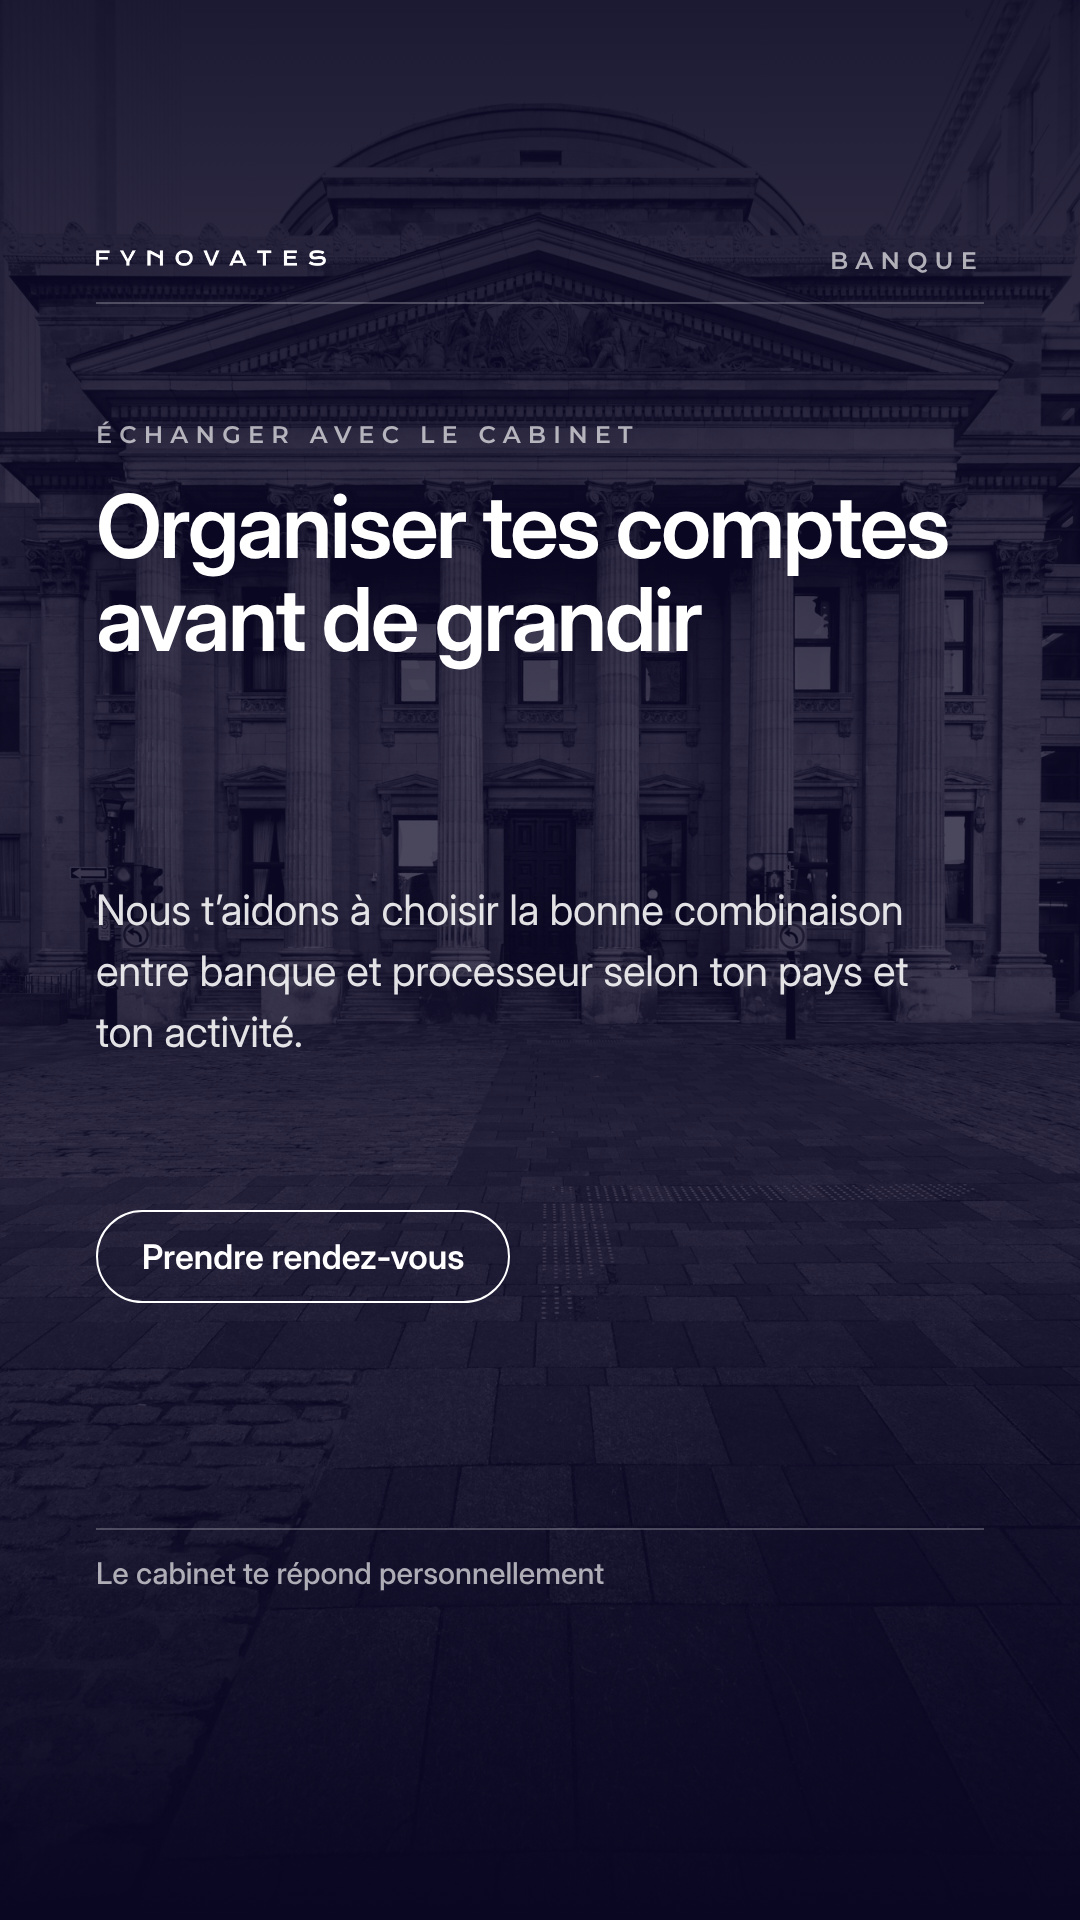 FYNOVATES
BANQUE
ÉCHANGER AVEC LE CABINET
Organiser tes comptes
avant de grandir
Nous t’aidons à choisir la bonne combinaison
entre banque et processeur selon ton pays et
ton activité.
Prendre rendez-vous
Le cabinet te répond personnellement